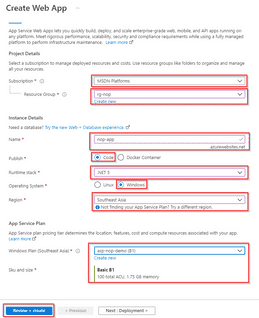 Create Web App
App Service Web Apps lets you quickly build, deploy, and scale enterprise-grade web, mobile, and API apps running on
any platform. Meet rigorous performance, scalability, security and compliance requirements while using a fully managed
platform to perform infrastructure maintenance. Learn more
Project Details
Select a subscription to manage deployed resources and costs. Use resource groups like folders to organize and manage
all your resources.
Subscription *
MSDN Platforms
Resource Group *
rg-nop
Create new
Instance Details
Need a database? Try the new Web + Database experience.
Name *
nop-app
.azurewebsites.net
Publish *
Code
Docker Container
Runtime stack *
.NET 5
Operating System *
Linux
Windows
Region *
Southeast Asia
Not finding your App Service Plan? Try a different region.
App Service Plan
App Service plan pricing tier determines the location, features, cost and compute resources associated with your app.
Learn more
Windows Plan (Southeast Asia) *
asp-nop-demo (B1)
Create new
Sku and size *
Basic B1
100 total ACU, 1.75 GB memory
Review + create
< Previous
Next : Deployment >